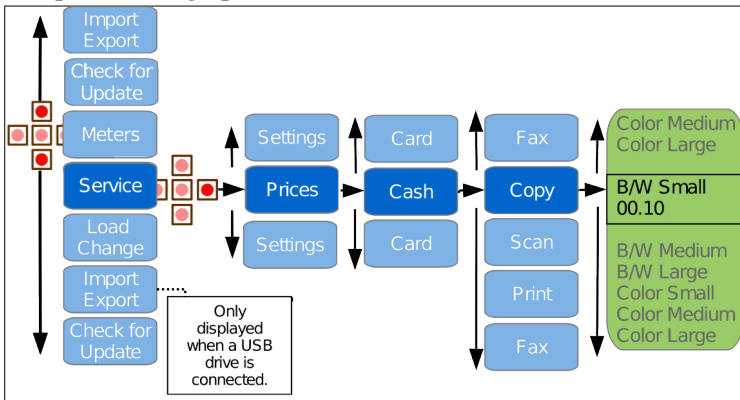 Import
Export
Check for
Update
Meters
Service
Load
Change
Import
Export
Check for
Update
Only
displayed
when a USB
drive is
connected.
Settings
Prices
Settings
Card
Cash
Card
Fax
Copy
Scan
Print
Fax
Color Medium
Color Large
B/W Small
00.10
B/W Medium
B/W Large
Color Small
Color Medium
Color Large